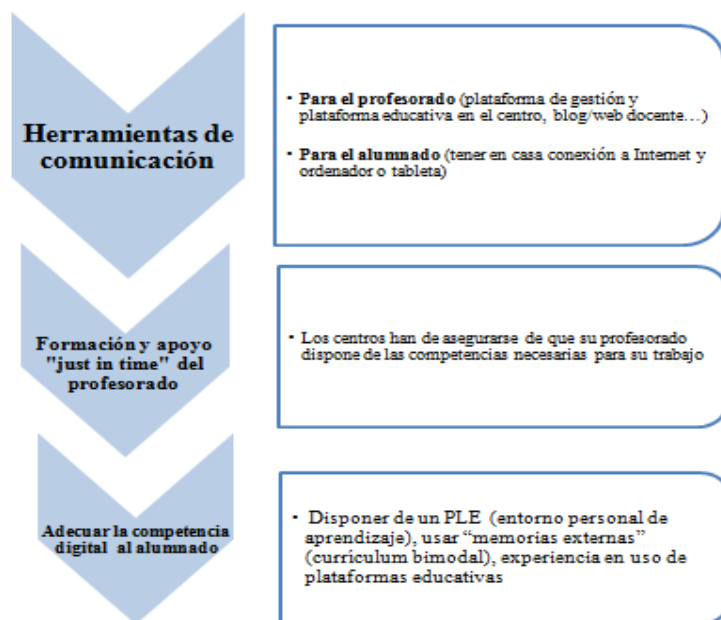 Herramientas de
comunicación
• Para el profesorado (plataforma de gestión y
plataforma educativa en el centro, blog/web docente...)
• Para el alumnado (tener en casa conexión a Internet y
ordenador o tableta)
Formación y apoyo
"just in time" del
profesorado
• Los centros han de asegurarse de que su profesorado
dispone de las competencias necesarias para su trabajo
Adecuar la competencia
digital al alumnado
• Disponer de un PLE (entorno personal de
aprendizaje), usar “memorias externas”
(curriculum bimodal), experiencia en uso de
plataformas educativas